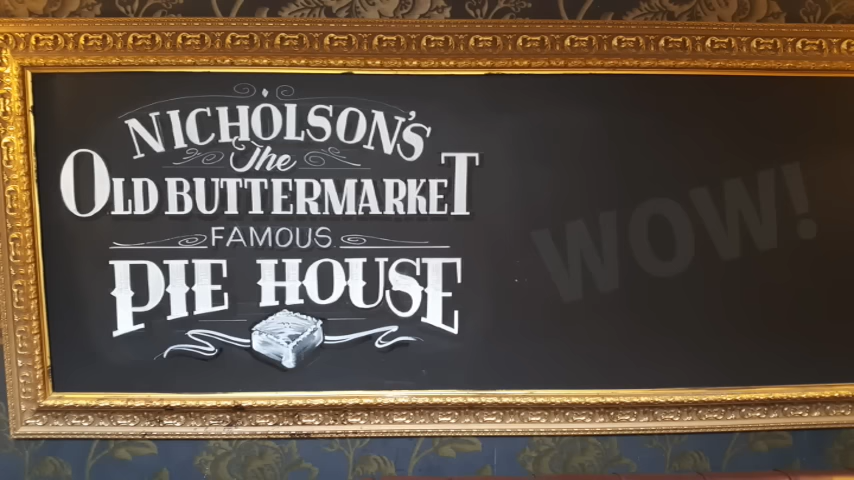 NICHOLSON'S
The
OLD BUTTERMARKET
FAMOUS
PIE HOUSE
WOW!